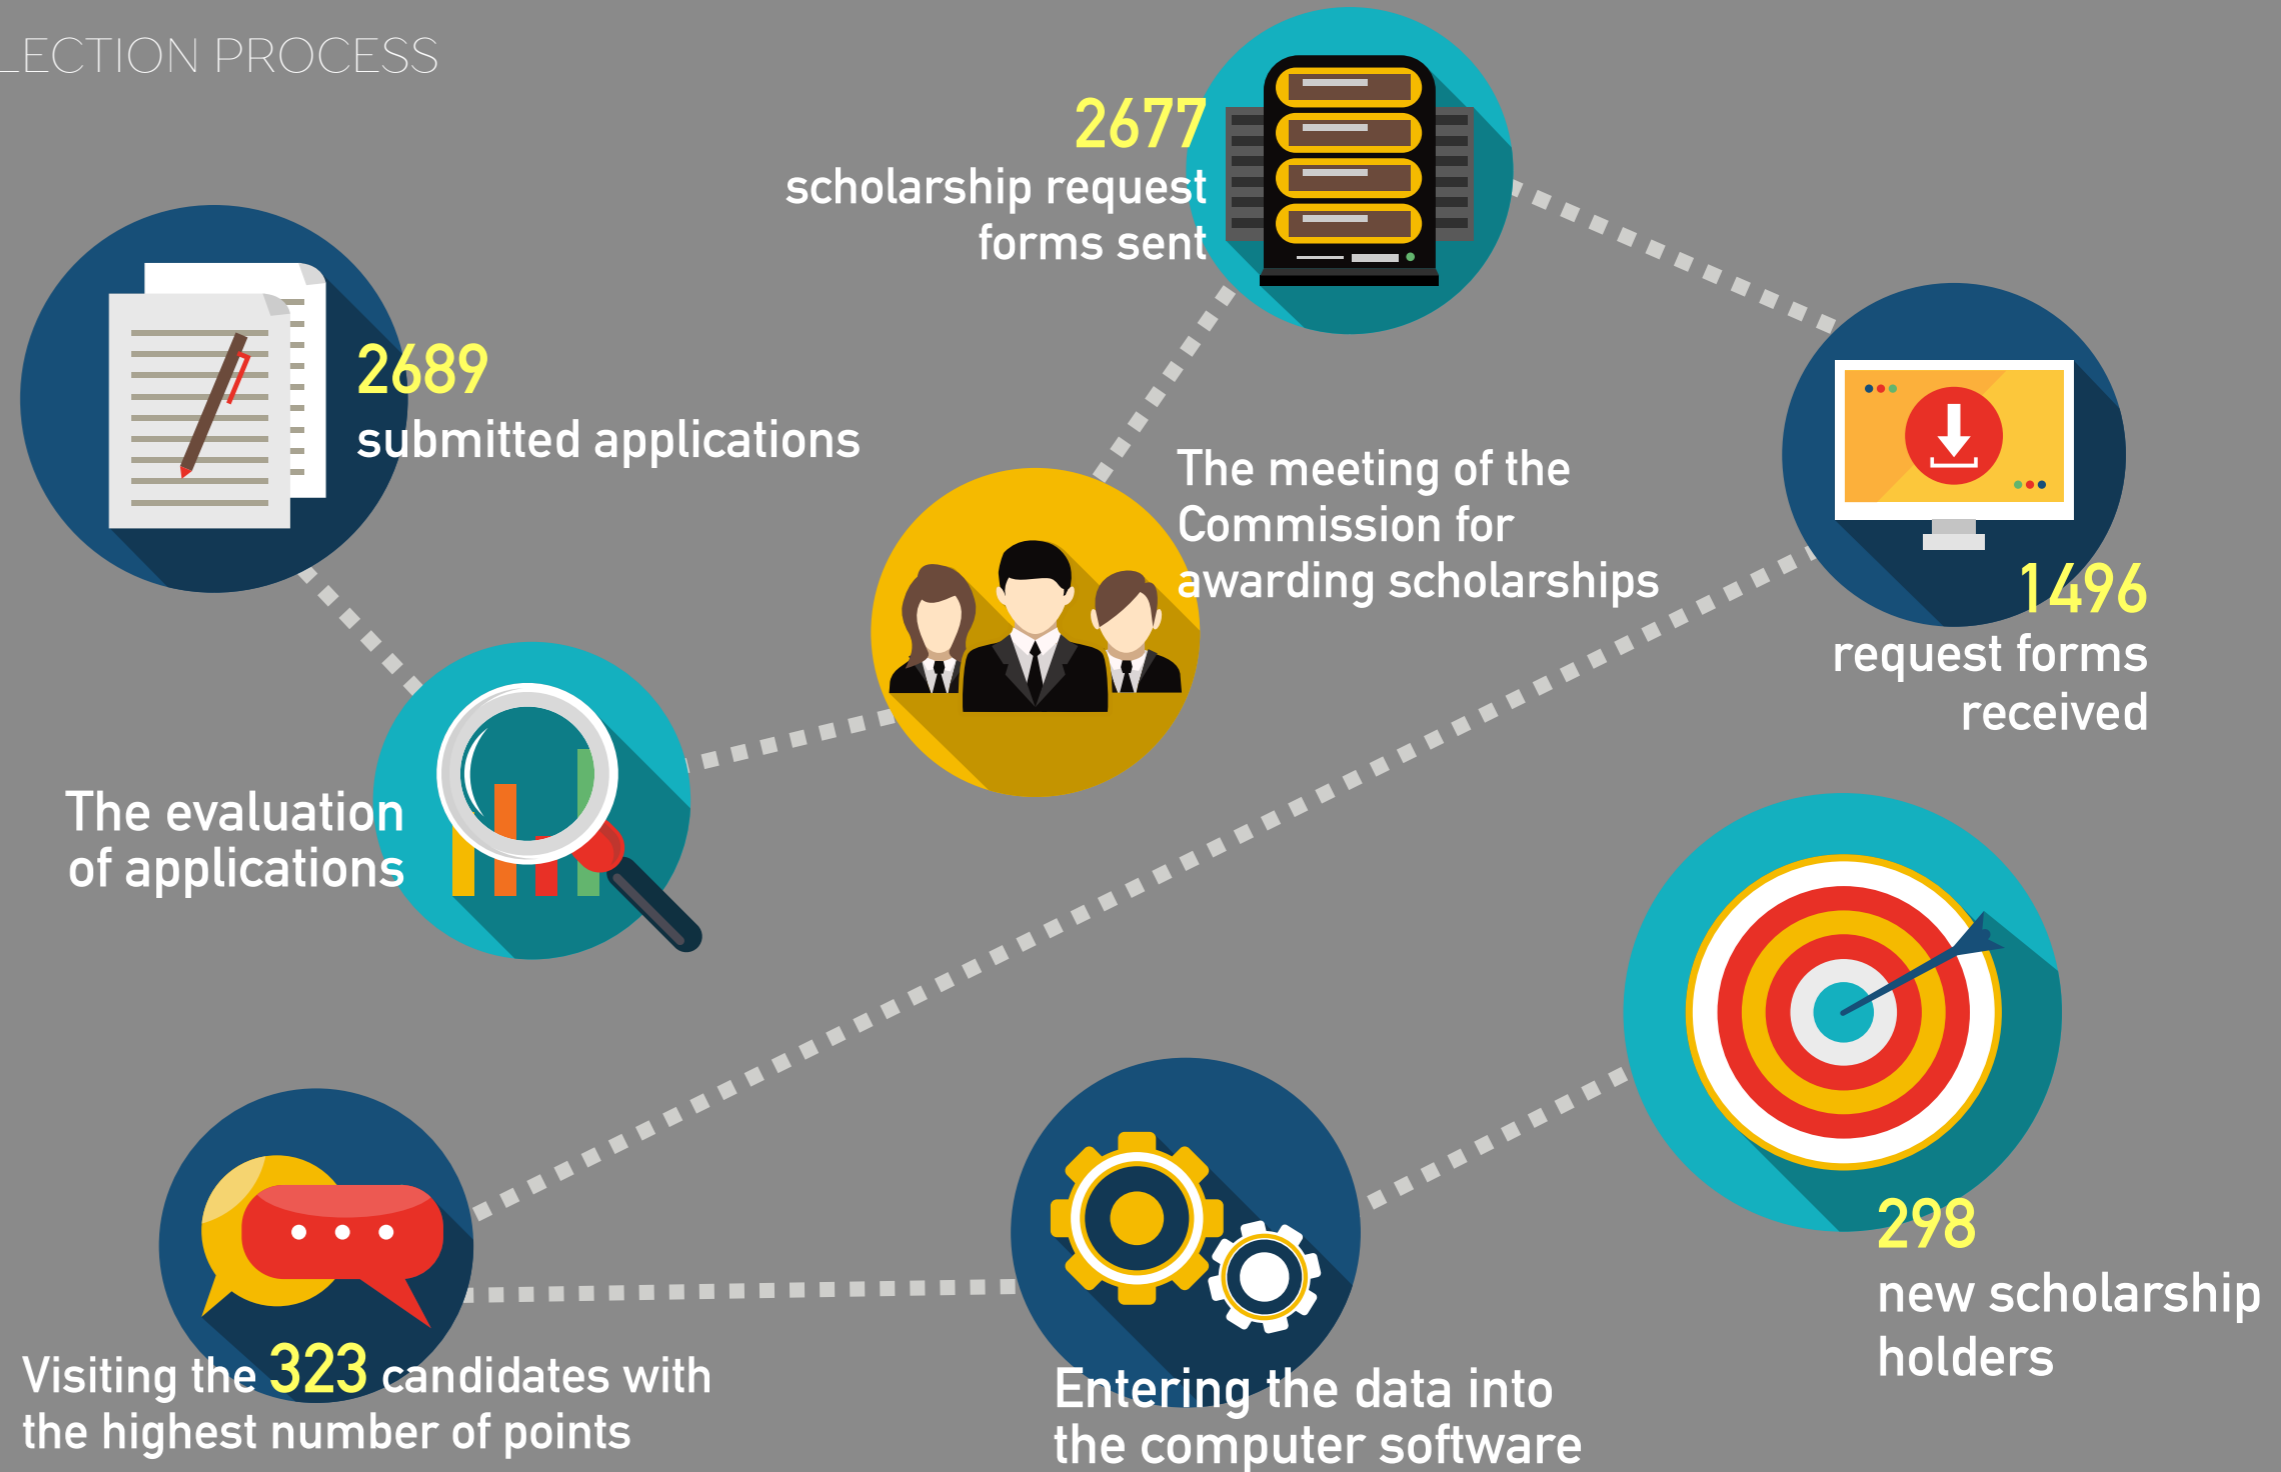 LECTION PROCESS
2689
submitted applications
The evaluation
of applications
The meeting of the
Commission for
awarding scholarships
2677
scholarship request
forms sent
1496
request forms
received
Visiting the 323 candidates with
the highest number of points
Entering the data into
the computer software
298
new scholarship
holders